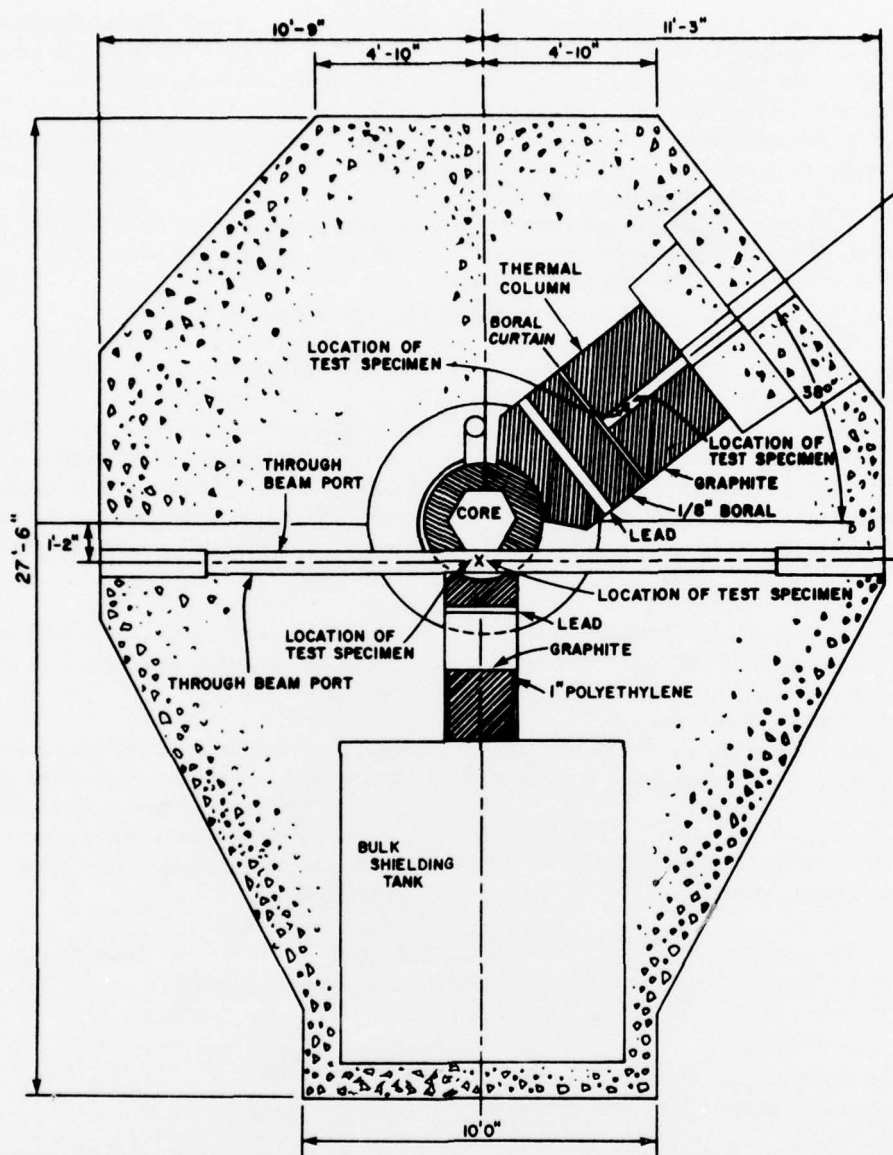 10'-9"
11'-3"
4'-10"
4'-10"
THERMAL
COLUMN
BORAL
CURTAIN
LOCATION OF
TEST SPECIMEN
38°
LOCATION OF
TEST SPECIMEN
THROUGH
BEAM PORT
GRAPHITE
CORE
1/8" BORAL
LEAD
1'-2"
27'-6"
X
LOCATION OF TEST SPECIMEN
LOCATION OF
TEST SPECIMEN
LEAD
GRAPHITE
THROUGH BEAM PORT
1" POLYETHYLENE
BULK
SHIELDING
TANK
10'0"